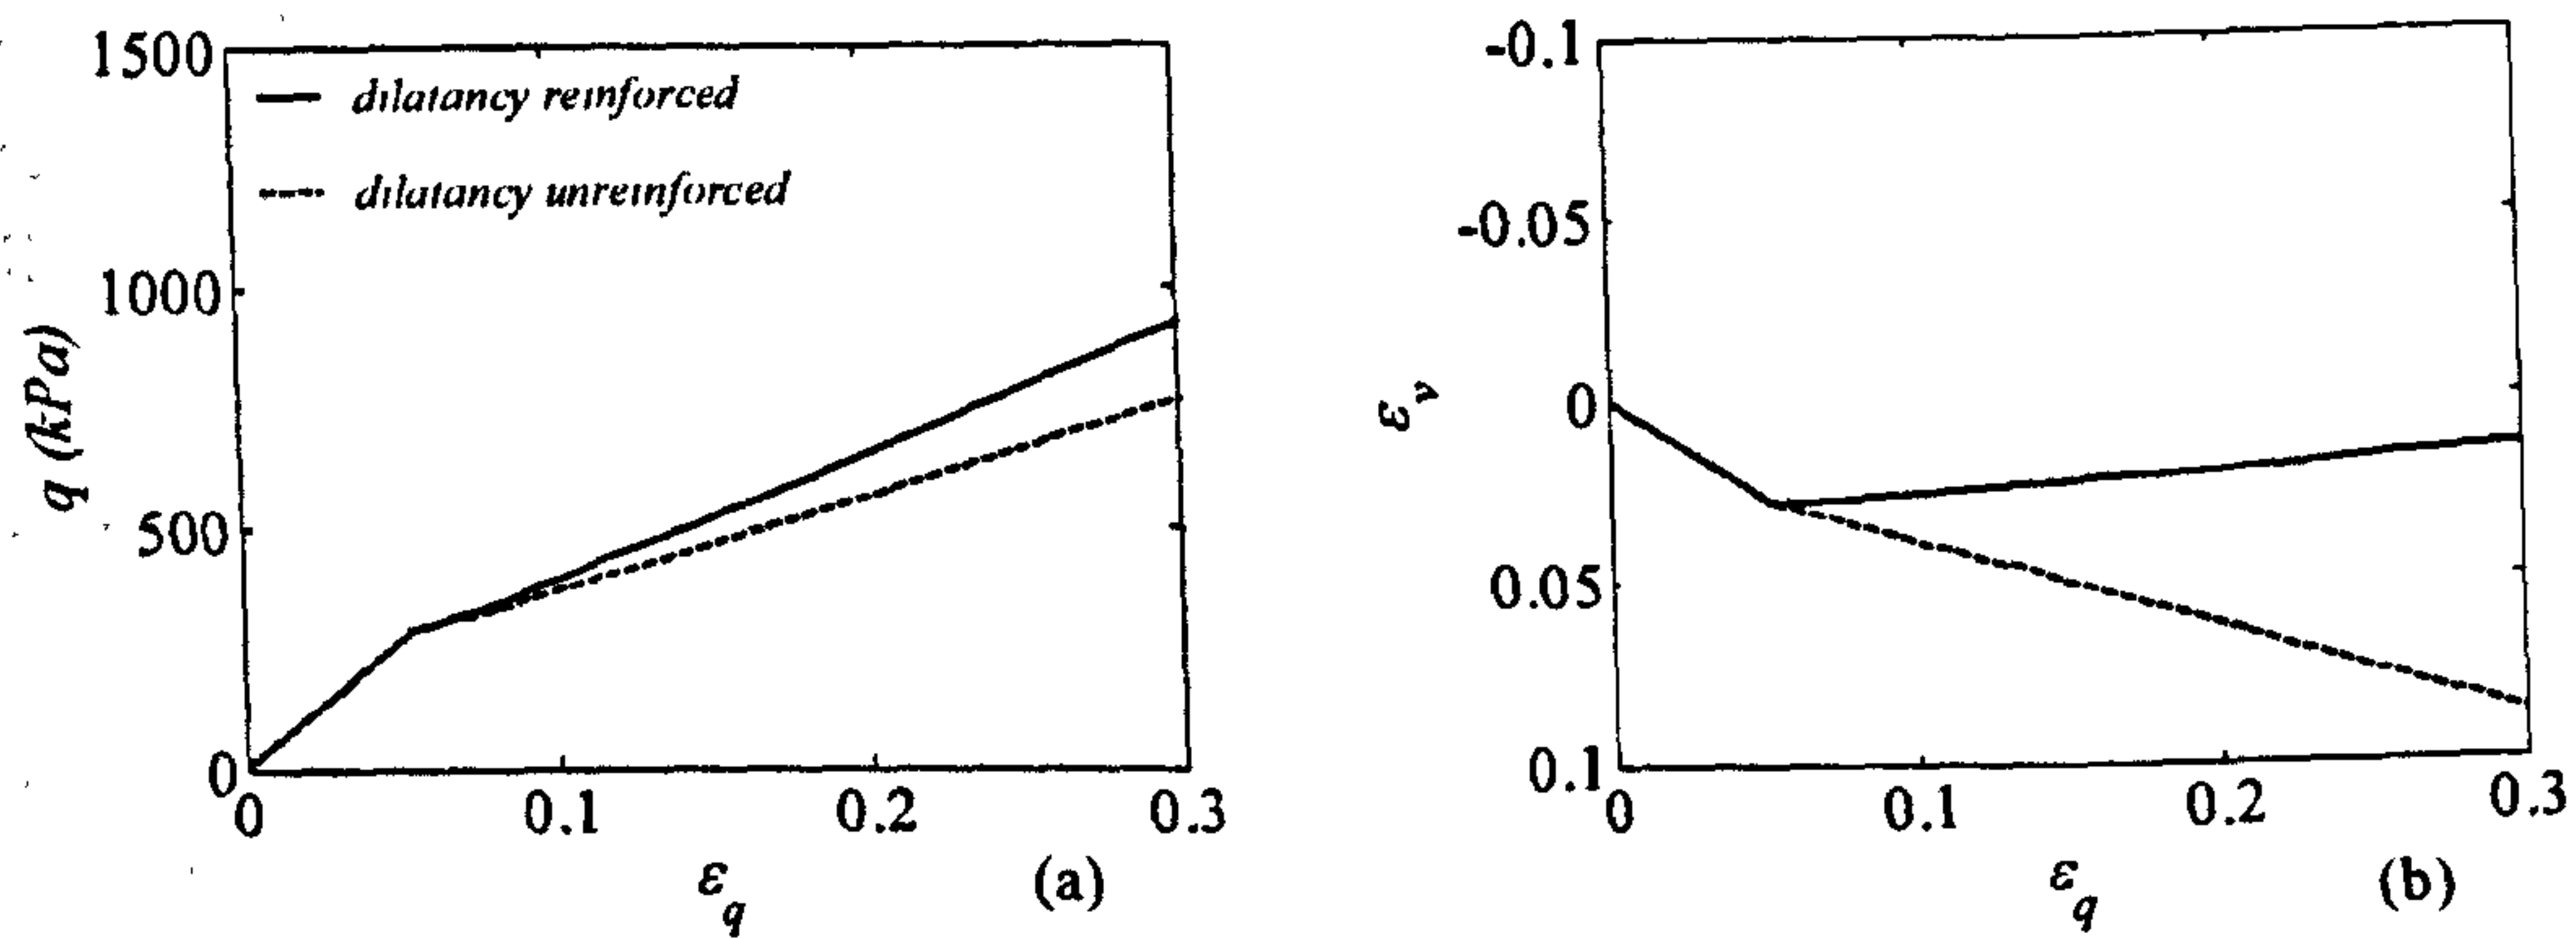 1500
dilatancy reinforced
dilatancy unreinforced
1000
500
0
q (kPa)
0 0.1 0.2 0.3
ε_q (a)
-0.1
-0.05
0
0.05
0.1
ε_v
0 0.1 0.2 0.3
ε_q (b)